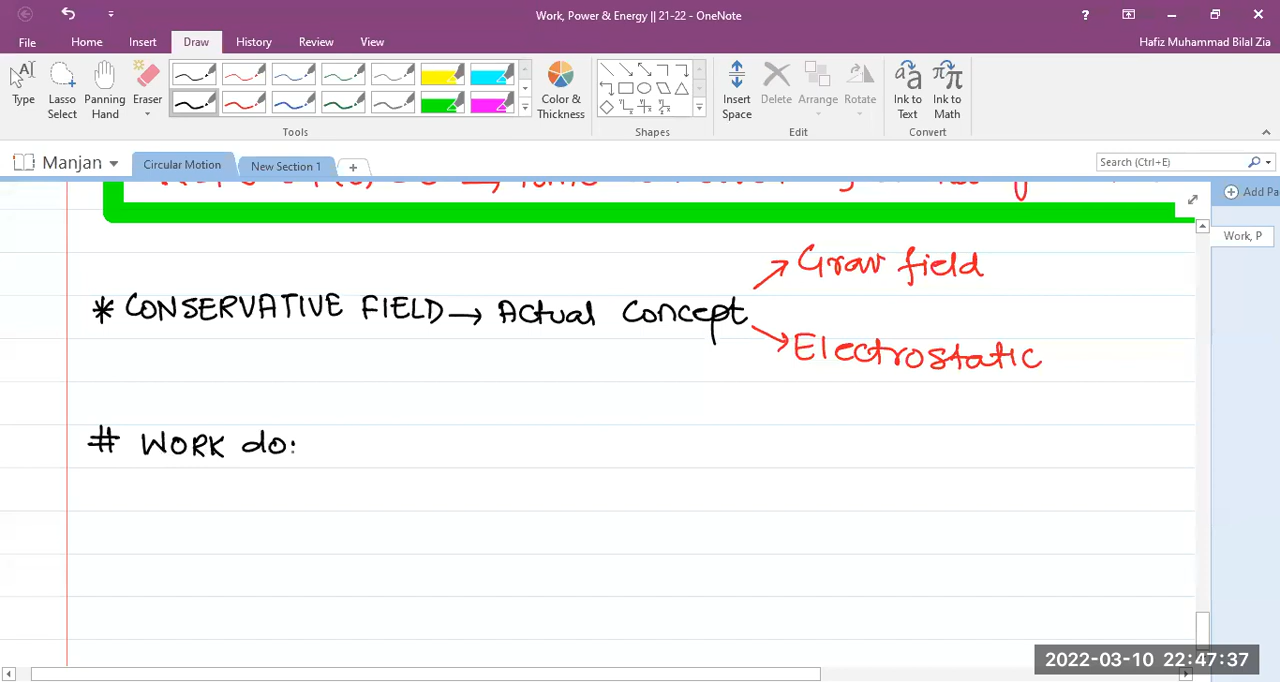 Work, Power & Energy || 21-22 - OneNote
File Home Insert Draw History Review View
Hafiz Muhammad Bilal Zia
Type Lasso Select Panning Hand Eraser
Color & Thickness
Insert Space Delete Arrange Rotate
Ink to Text Ink to Math
Tools Shapes Edit Convert
Manjan Circular Motion New Section 1
Search (Ctrl+E)
Add Pa
Work, P
Grav field
* CONSERVATIVE FIELD → Actual Concept
Electrostatic
# WORK do:
2022-03-10 22:47:37